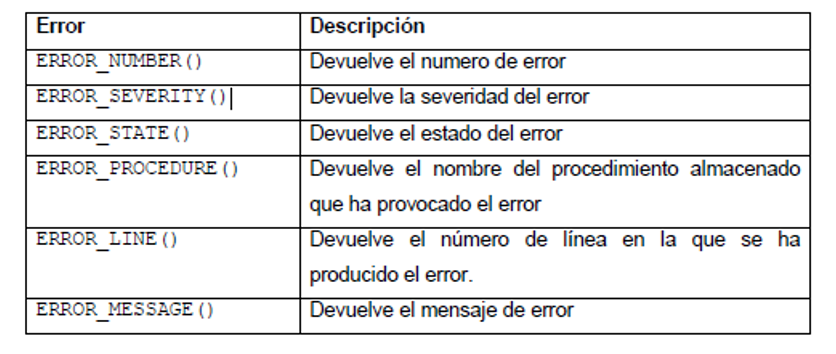 Error Descripción
ERROR_NUMBER() Devuelve el numero de error
ERROR_SEVERITY() Devuelve la severidad del error
ERROR_STATE() Devuelve el estado del error
ERROR_PROCEDURE() Devuelve el nombre del procedimiento almacenado
que ha provocado el error
ERROR_LINE() Devuelve el número de línea en la que se ha
producido el error.
ERROR_MESSAGE() Devuelve el mensaje de error